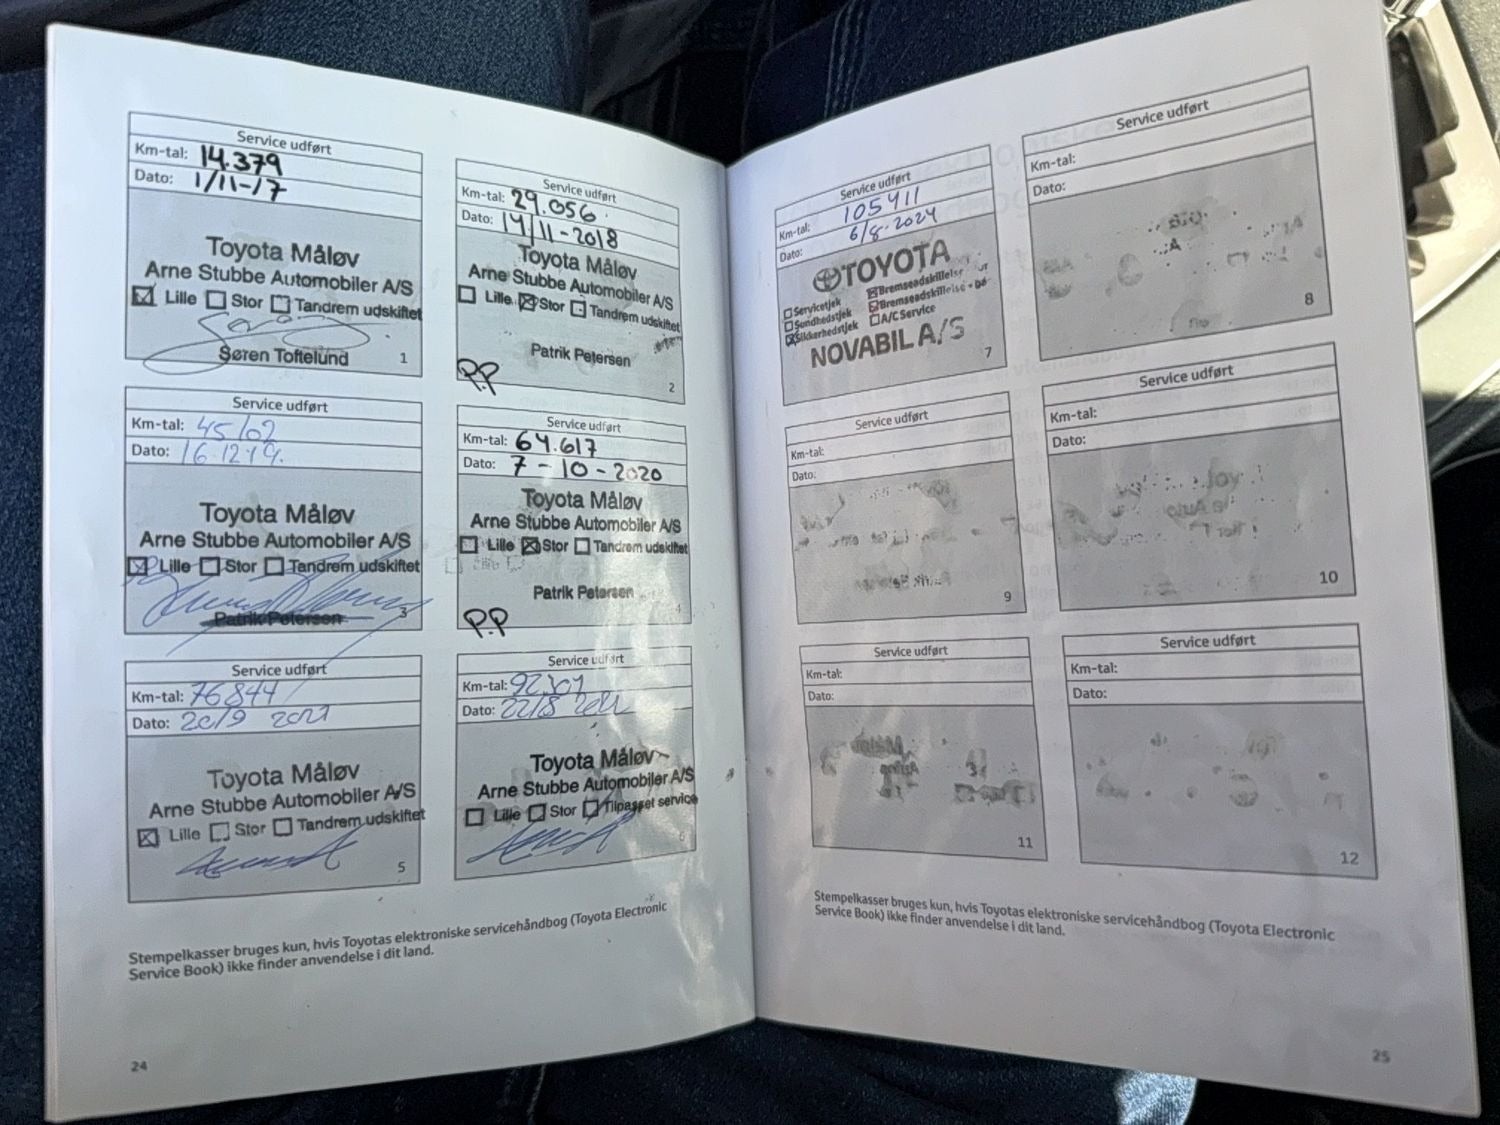 Service udført
Km-tal: 14.379
Dato: 1/11-17
Toyota Måløv
Arne Stubbe Automobiler A/S
Lille Stor Tandrem udskiftet
Søren Toftelund
1
Service udført
Km-tal: 29.056
Dato: 14/11-2018
Toyota Måløv
Arne Stubbe Automobiler A/S
Lille Stor Tandrem udskiftet
Patrik Petersen
P.P
2
Service udført
Km-tal: 45102
Dato: 16.12.19.
Toyota Måløv
Arne Stubbe Automobiler A/S
Lille Stor Tandrem udskiftet
Patrik Petersen
3
Service udført
Km-tal: 64.617
Dato: 7-10-2020
Toyota Måløv
Arne Stubbe Automobiler A/S
Lille Stor Tandrem udskiftet
Patrik Petersen
P.P
4
Service udført
Km-tal: 76844
Dato: 20/9 2021
Toyota Måløv
Arne Stubbe Automobiler A/S
Lille Stor Tandrem udskiftet
5
Service udført
Km-tal:
Dato: 22/8
Toyota Måløv
Arne Stubbe Automobiler A/S
Lille Stor Tilpasset service
6
Stempelkasser bruges kun, hvis Toyotas elektroniske servicehåndbog (Toyota Electronic
Service Book) ikke finder anvendelse i dit land.
24
Service udført
Km-tal: 105411
Dato: 6/8-2024
TOYOTA
Servicetjek Bremseadskillelse
Sundhedstjek Bremseadskillelse
Sikkerhedstjek A/C Service
NOVABIL A/S
7
Service udført
Km-tal:
Dato:
8
Service udført
Km-tal:
Dato:
9
Service udført
Km-tal:
Dato:
10
Service udført
Km-tal:
Dato:
11
Service udført
Km-tal:
Dato:
12
Stempelkasser bruges kun, hvis Toyotas elektroniske servicehåndbog (Toyota Electronic
Service Book) ikke finder anvendelse i dit land.
25